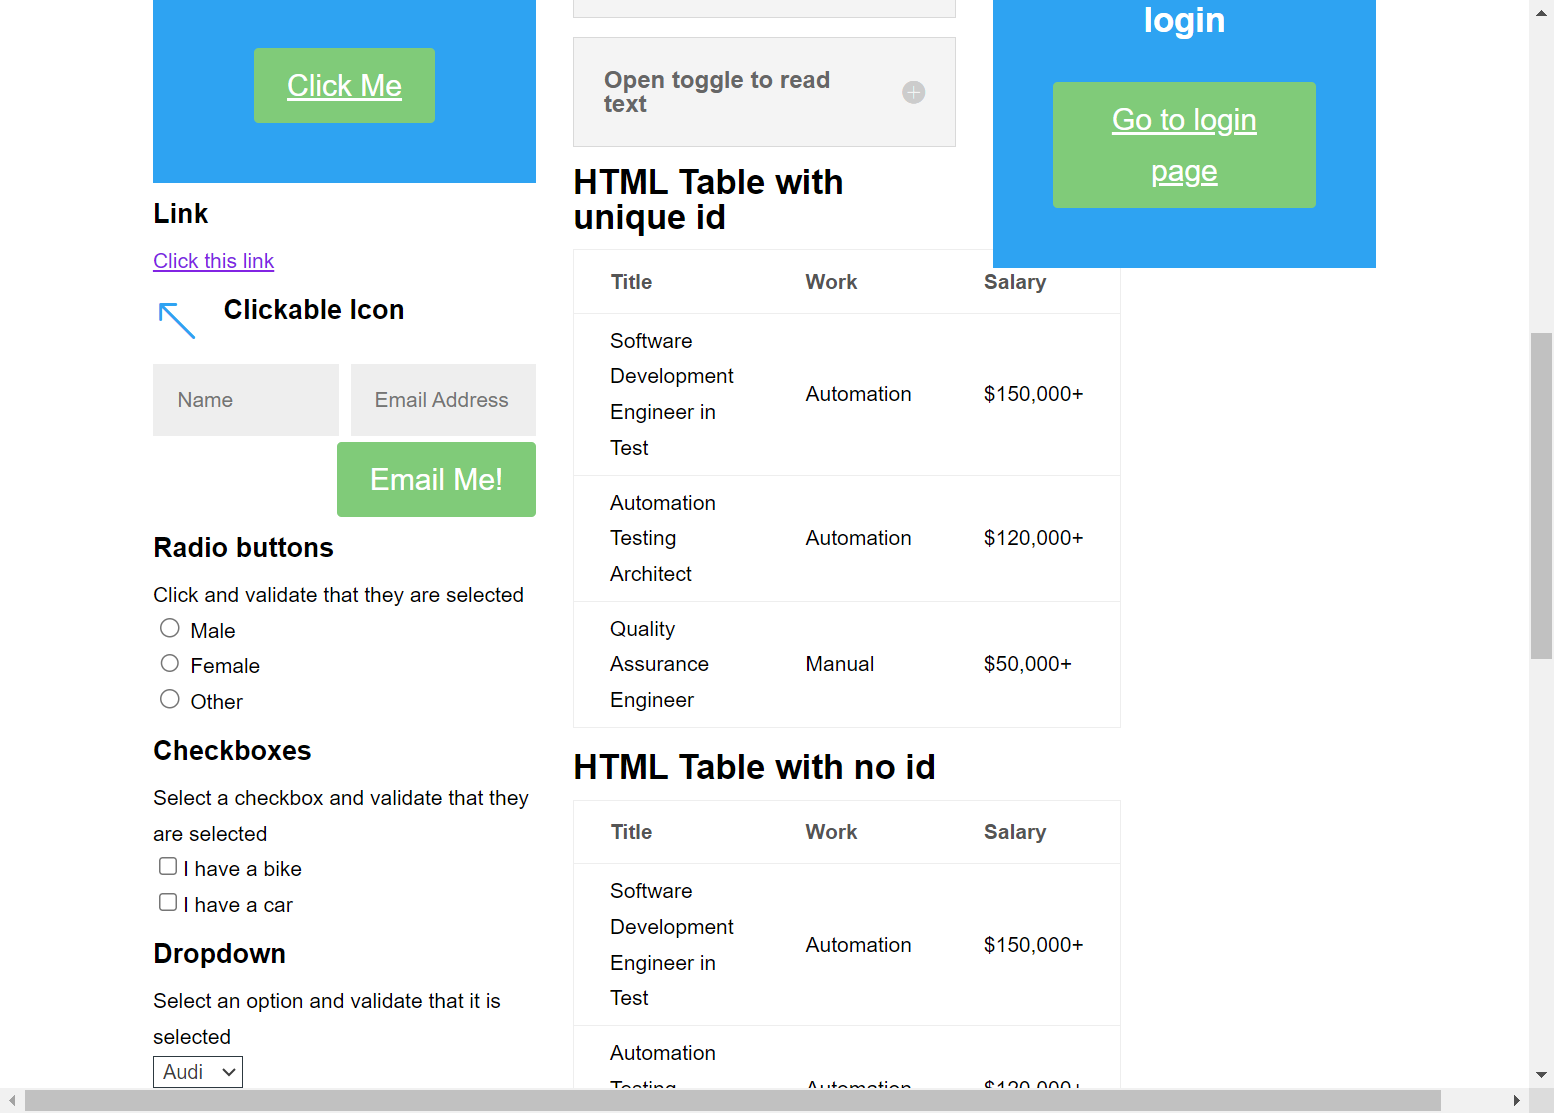 Click Me
Link
Click this link
Clickable Icon
Name
Email Address
Email Me!
Radio buttons
Click and validate that they are selected
Male
Female
Other
Checkboxes
Select a checkbox and validate that they
are selected
I have a bike
I have a car
Dropdown
Select an option and validate that it is
selected
Audi
Open toggle to read
text
HTML Table with
unique id
Title Work Salary
Software
Development
Engineer in
Test
Automation
$150,000+
Automation
Testing
Architect
Automation
$120,000+
Quality
Assurance
Engineer
Manual
$50,000+
HTML Table with no id
Title Work Salary
Software
Development
Engineer in
Test
Automation
$150,000+
Automation
Testing
Automation
$120,000+
login
Go to login
page